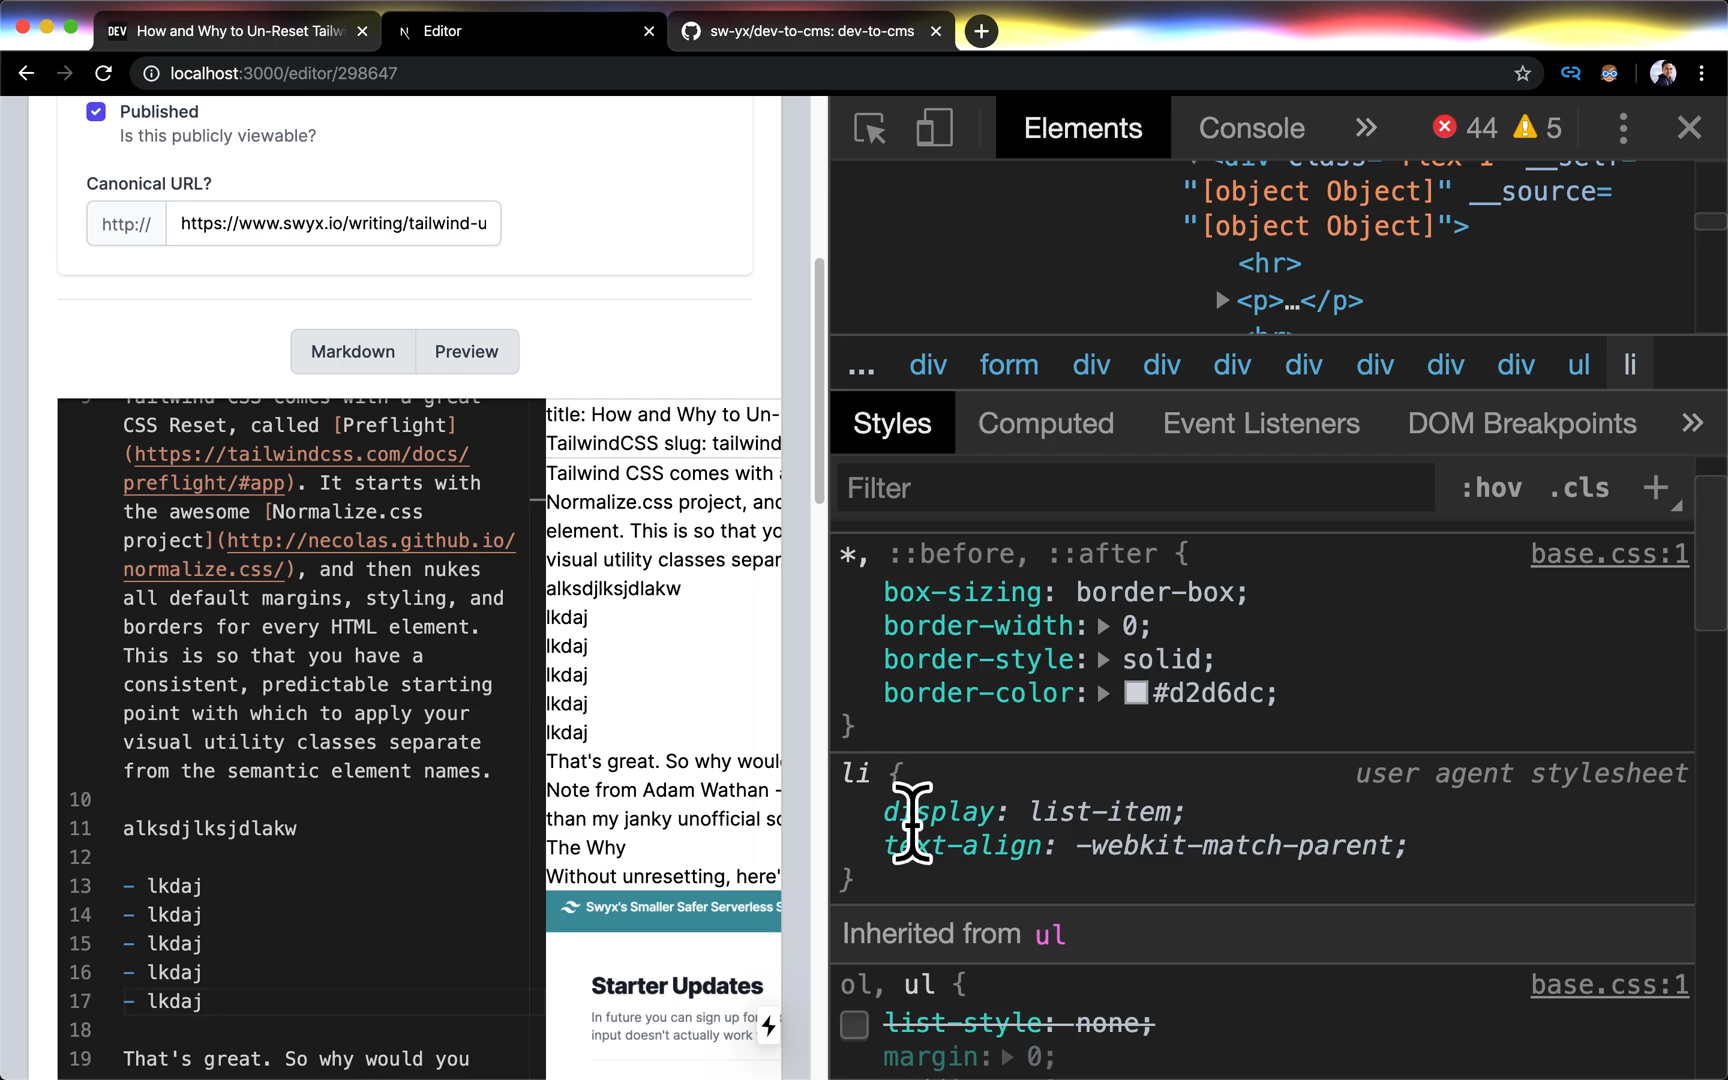 DEV How and Why to Un-Reset Tailw
N Editor
sw-yx/dev-to-cms: dev-to-cms
localhost:3000/editor/298647
Published
Is this publicly viewable?
Canonical URL?
http:// https://www.swyx.io/writing/tailwind-u
Markdown Preview
CSS Reset, called [Preflight]
(https://tailwindcss.com/docs/
preflight/#app). It starts with
the awesome [Normalize.css
project](http://necolas.github.io/
normalize.css/), and then nukes
all default margins, styling, and
borders for every HTML element.
This is so that you have a
consistent, predictable starting
point with which to apply your
visual utility classes separate
from the semantic element names.
10
11 alksdjlksjdlakw
12
13 - lkdaj
14 - lkdaj
15 - lkdaj
16 - lkdaj
17 - lkdaj
18
19 That's great. So why would you
title: How and Why to Un-
TailwindCSS slug: tailwind
Tailwind CSS comes with
Normalize.css project, and
element. This is so that yo
visual utility classes separ
alksdjlksjdlakw
lkdaj
lkdaj
lkdaj
lkdaj
lkdaj
That's great. So why woul
Note from Adam Wathan -
than my janky unofficial so
The Why
Without unresetting, here'
Swyx's Smaller Safer Serverless S
Starter Updates
In future you can sign up fo
input doesn't actually work
Elements Console » 44 5
"[object Object]" __source=
"[object Object]">
<hr>
<p>…</p>
... div form div div div div div div div ul li
Styles Computed Event Listeners DOM Breakpoints »
Filter :hov .cls +
*, ::before, ::after { base.css:1
box-sizing: border-box;
border-width: 0;
border-style: solid;
border-color: #d2d6dc;
}
li { user agent stylesheet
display: list-item;
text-align: -webkit-match-parent;
}
Inherited from ul
ol, ul { base.css:1
list-style: none;
margin: 0;